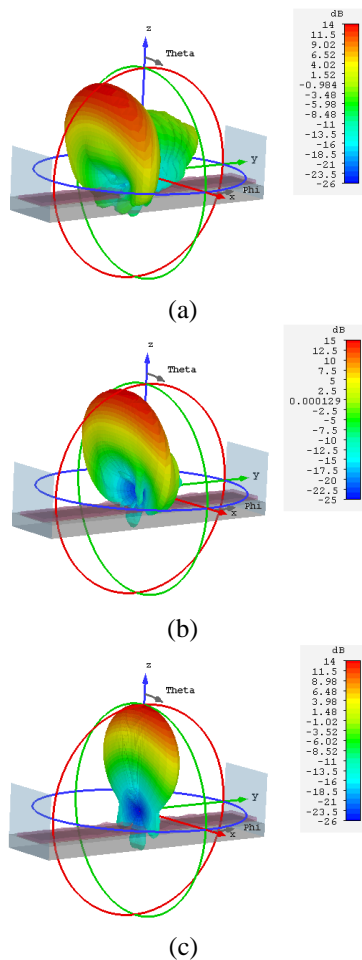 dB
14
11.5
9.02
6.52
4.02
1.52
-0.984
-3.48
-5.98
-8.48
-11
-13.5
-16
-18.5
-21
-23.5
-26
z
Theta
y
x
Phi
(a)
dB
15
12.5
10
7.5
5
2.5
0.000129
-2.5
-5
-7.5
-10
-12.5
-15
-17.5
-20
-22.5
-25
z
Theta
y
x
Phi
(b)
dB
14
11.5
8.98
6.48
3.98
1.48
-1.02
-3.52
-6.02
-8.52
-11
-13.5
-16
-18.5
-21
-23.5
-26
z
Theta
y
x
Phi
(c)